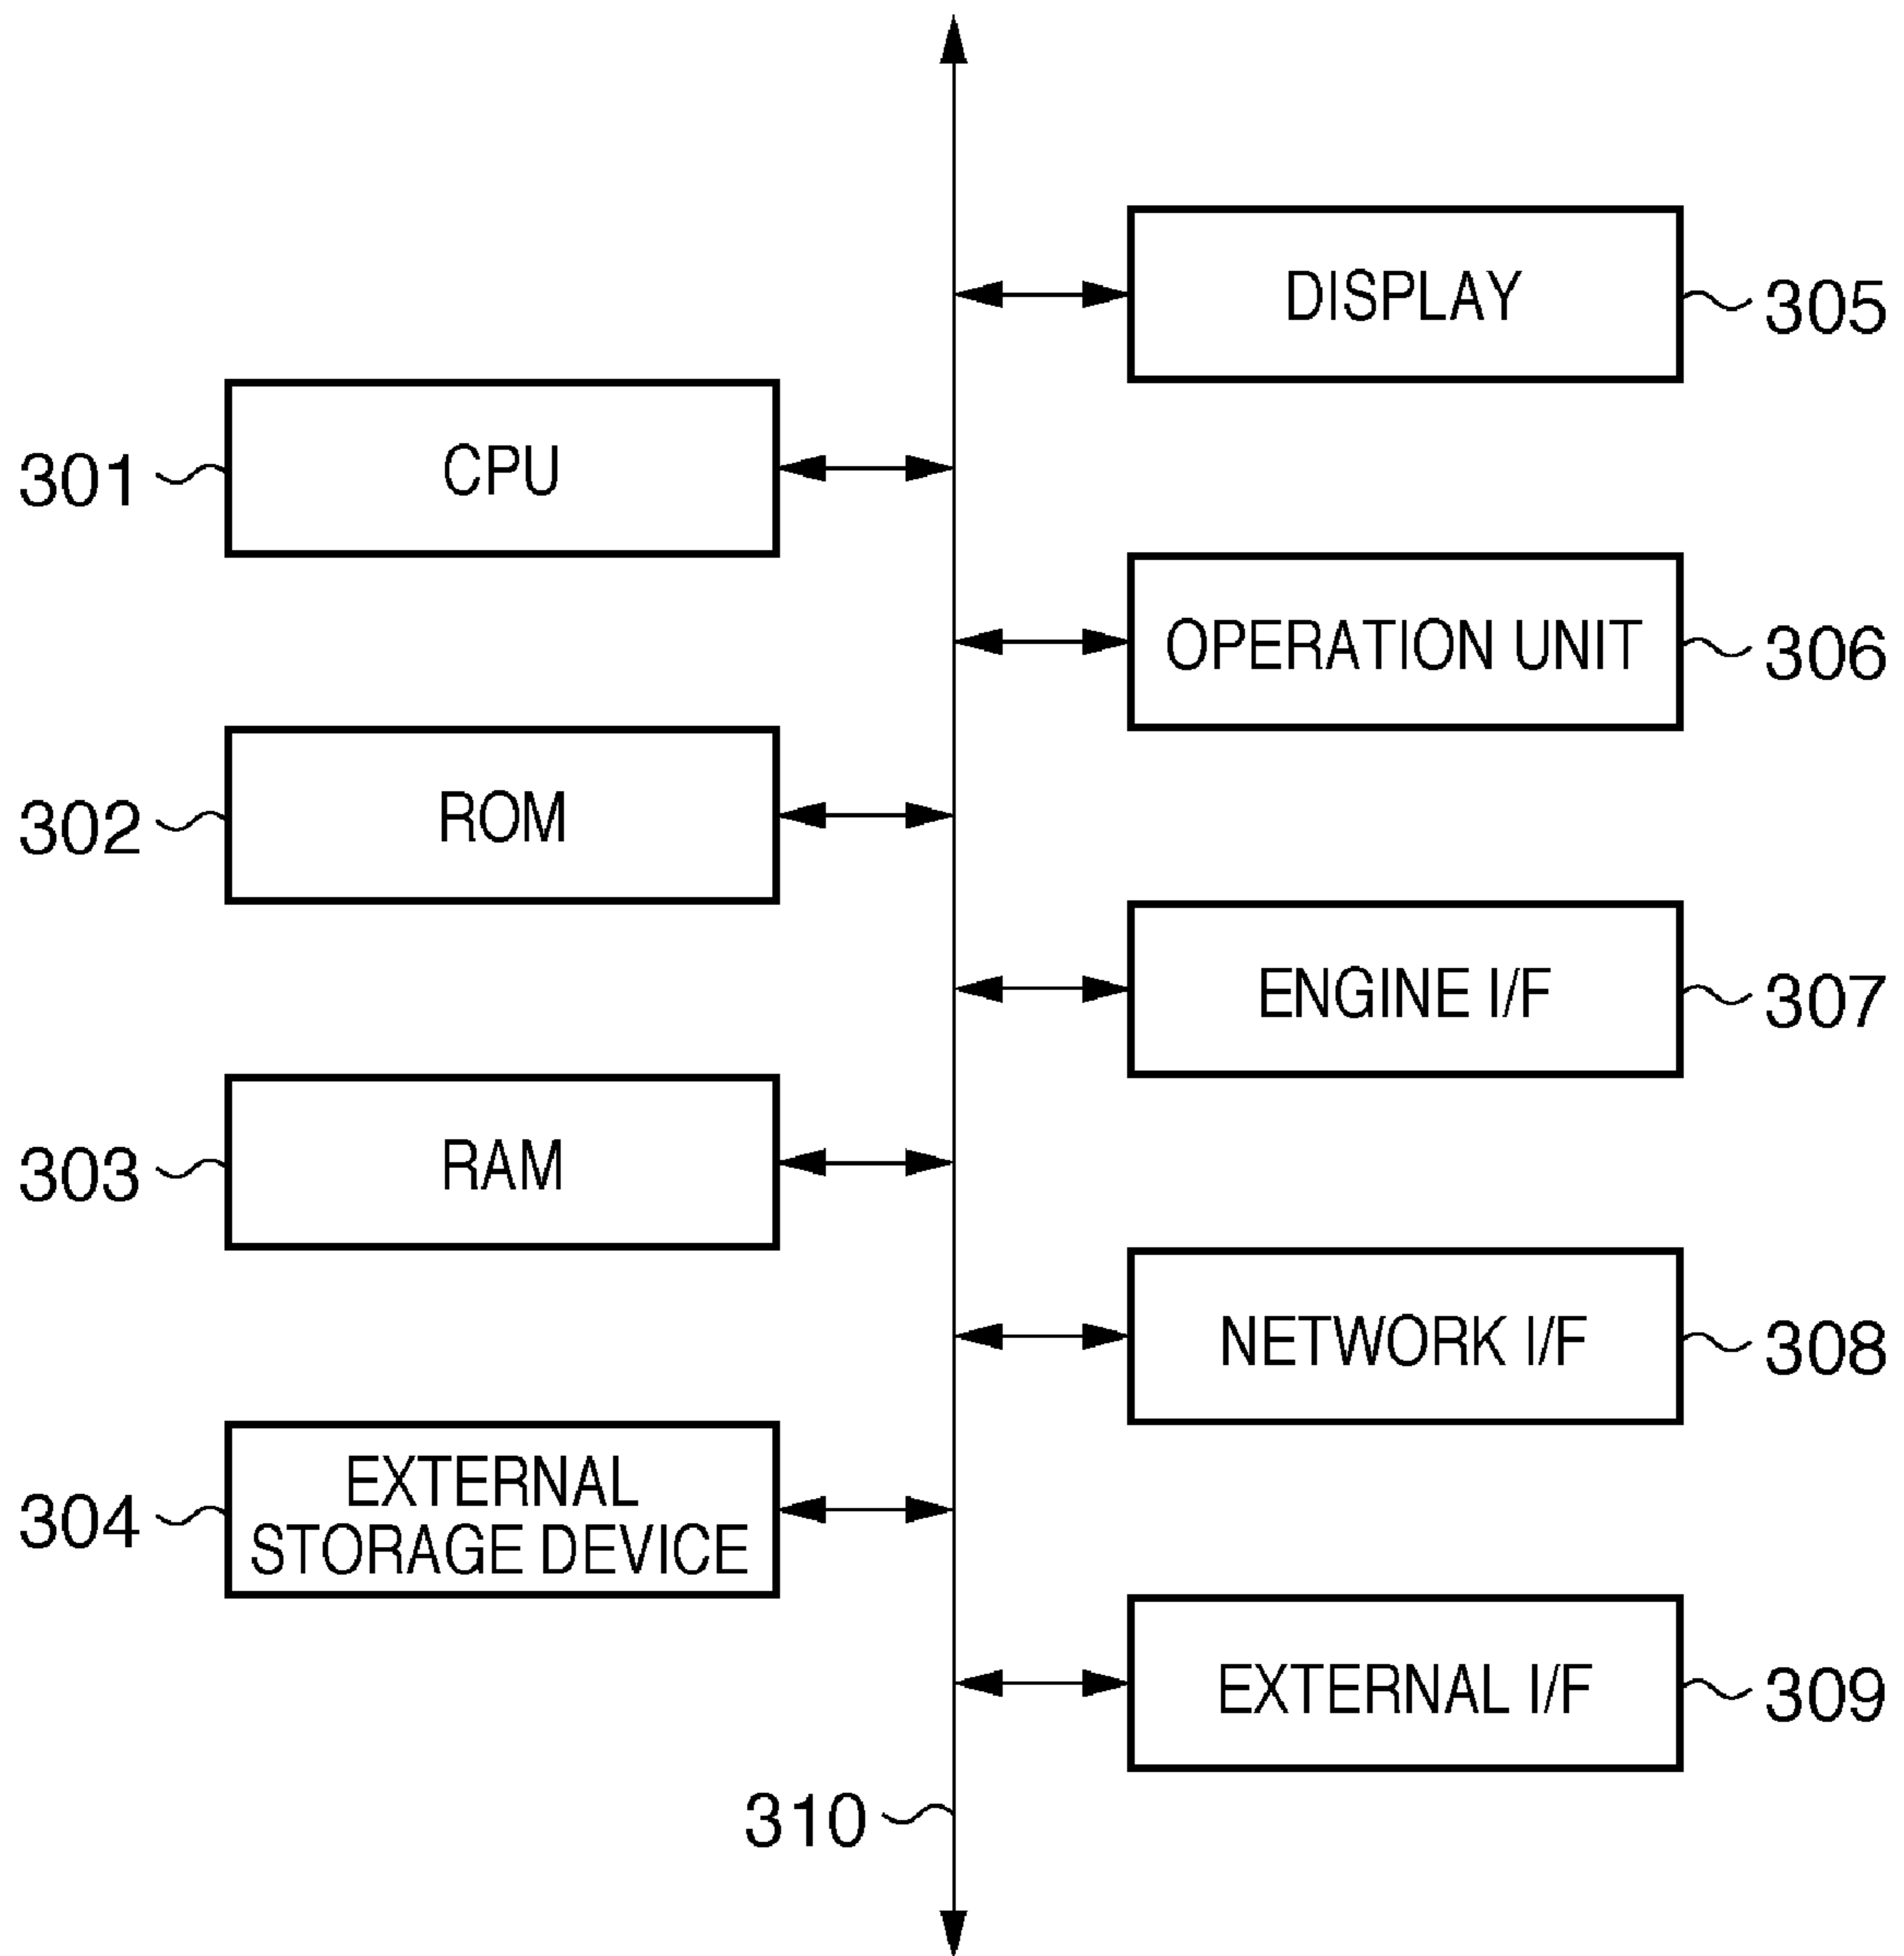 DISPLAY
305
301
CPU
OPERATION UNIT
306
302
ROM
ENGINE I/F
307
303
RAM
NETWORK I/F
308
304
EXTERNAL
STORAGE DEVICE
EXTERNAL I/F
309
310